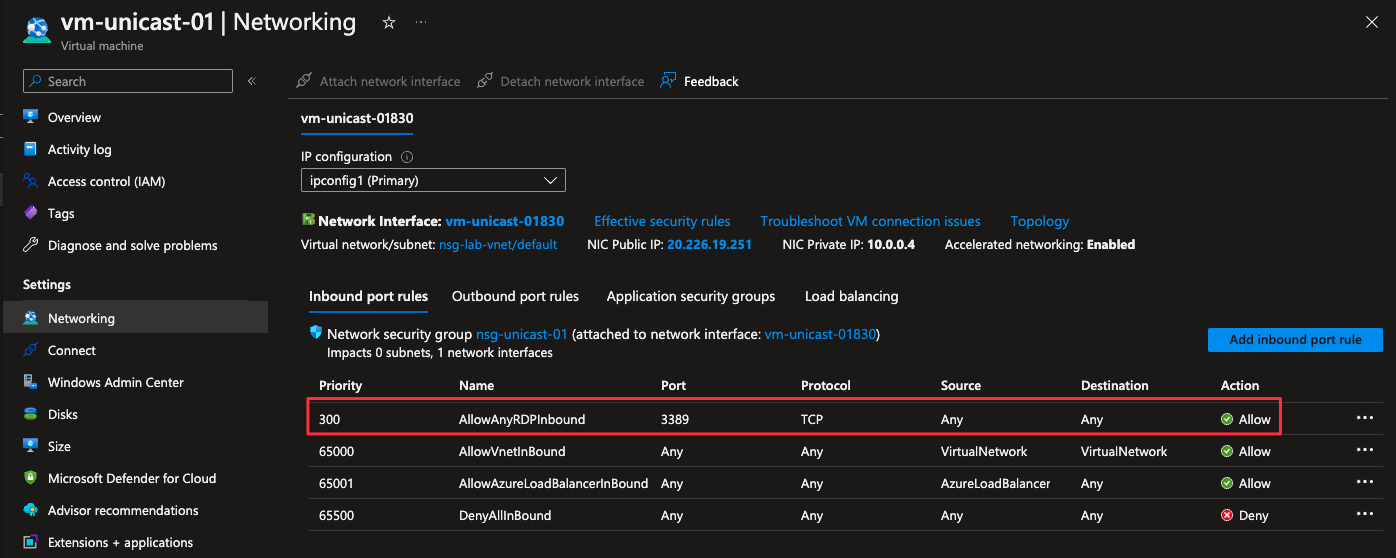 vm-unicast-01 | Networking ☆ ...
Virtual machine
Search «
Attach network interface Detach network interface Feedback
Overview
Activity log
Access control (IAM)
Tags
Diagnose and solve problems
Settings
Networking
Connect
Windows Admin Center
Disks
Size
Microsoft Defender for Cloud
Advisor recommendations
Extensions + applications
vm-unicast-01830
IP configuration
ipconfig1 (Primary)
Network Interface: vm-unicast-01830 Effective security rules Troubleshoot VM connection issues Topology
Virtual network/subnet: nsg-lab-vnet/default NIC Public IP: 20.226.19.251 NIC Private IP: 10.0.0.4 Accelerated networking: Enabled
Inbound port rules Outbound port rules Application security groups Load balancing
Network security group nsg-unicast-01 (attached to network interface: vm-unicast-01830)
Impacts 0 subnets, 1 network interfaces
Add inbound port rule
Priority Name Port Protocol Source Destination Action
300 AllowAnyRDPInbound 3389 TCP Any Any Allow ...
65000 AllowVnetInBound Any Any VirtualNetwork VirtualNetwork Allow ...
65001 AllowAzureLoadBalancerInBound Any Any AzureLoadBalancer Any Allow ...
65500 DenyAllInBound Any Any Any Any Deny ...